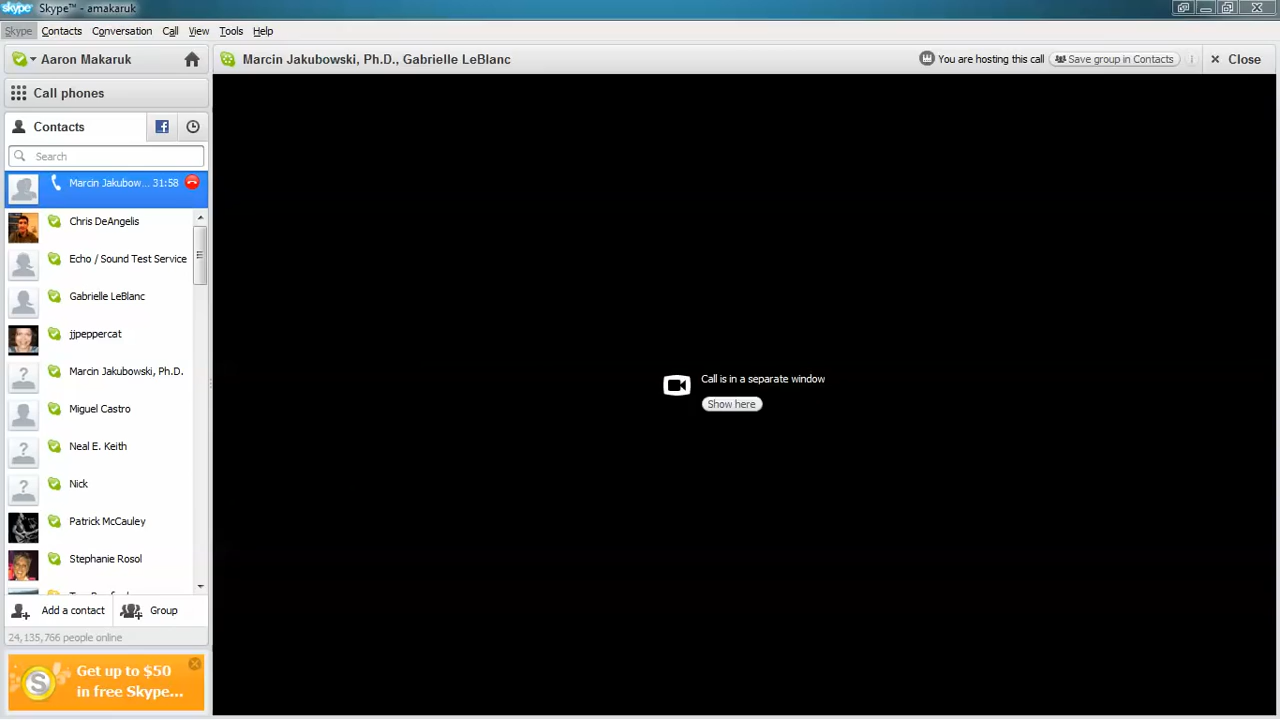 skype Skype™ - amakaruk
Skype Contacts Conversation Call View Tools Help
Aaron Makaruk
Marcin Jakubowski, Ph.D., Gabrielle LeBlanc
You are hosting this call
Save group in Contacts
Close
Call phones
Contacts
Search
Marcin Jakubow... 31:58
Chris DeAngelis
Echo / Sound Test Service
Gabrielle LeBlanc
jjpeppercat
Marcin Jakubowski, Ph.D.
Miguel Castro
Neal E. Keith
Nick
Patrick McCauley
Stephanie Rosol
Call is in a separate window
Show here
Add a contact
Group
24,135,766 people online
Get up to $50
in free Skype...